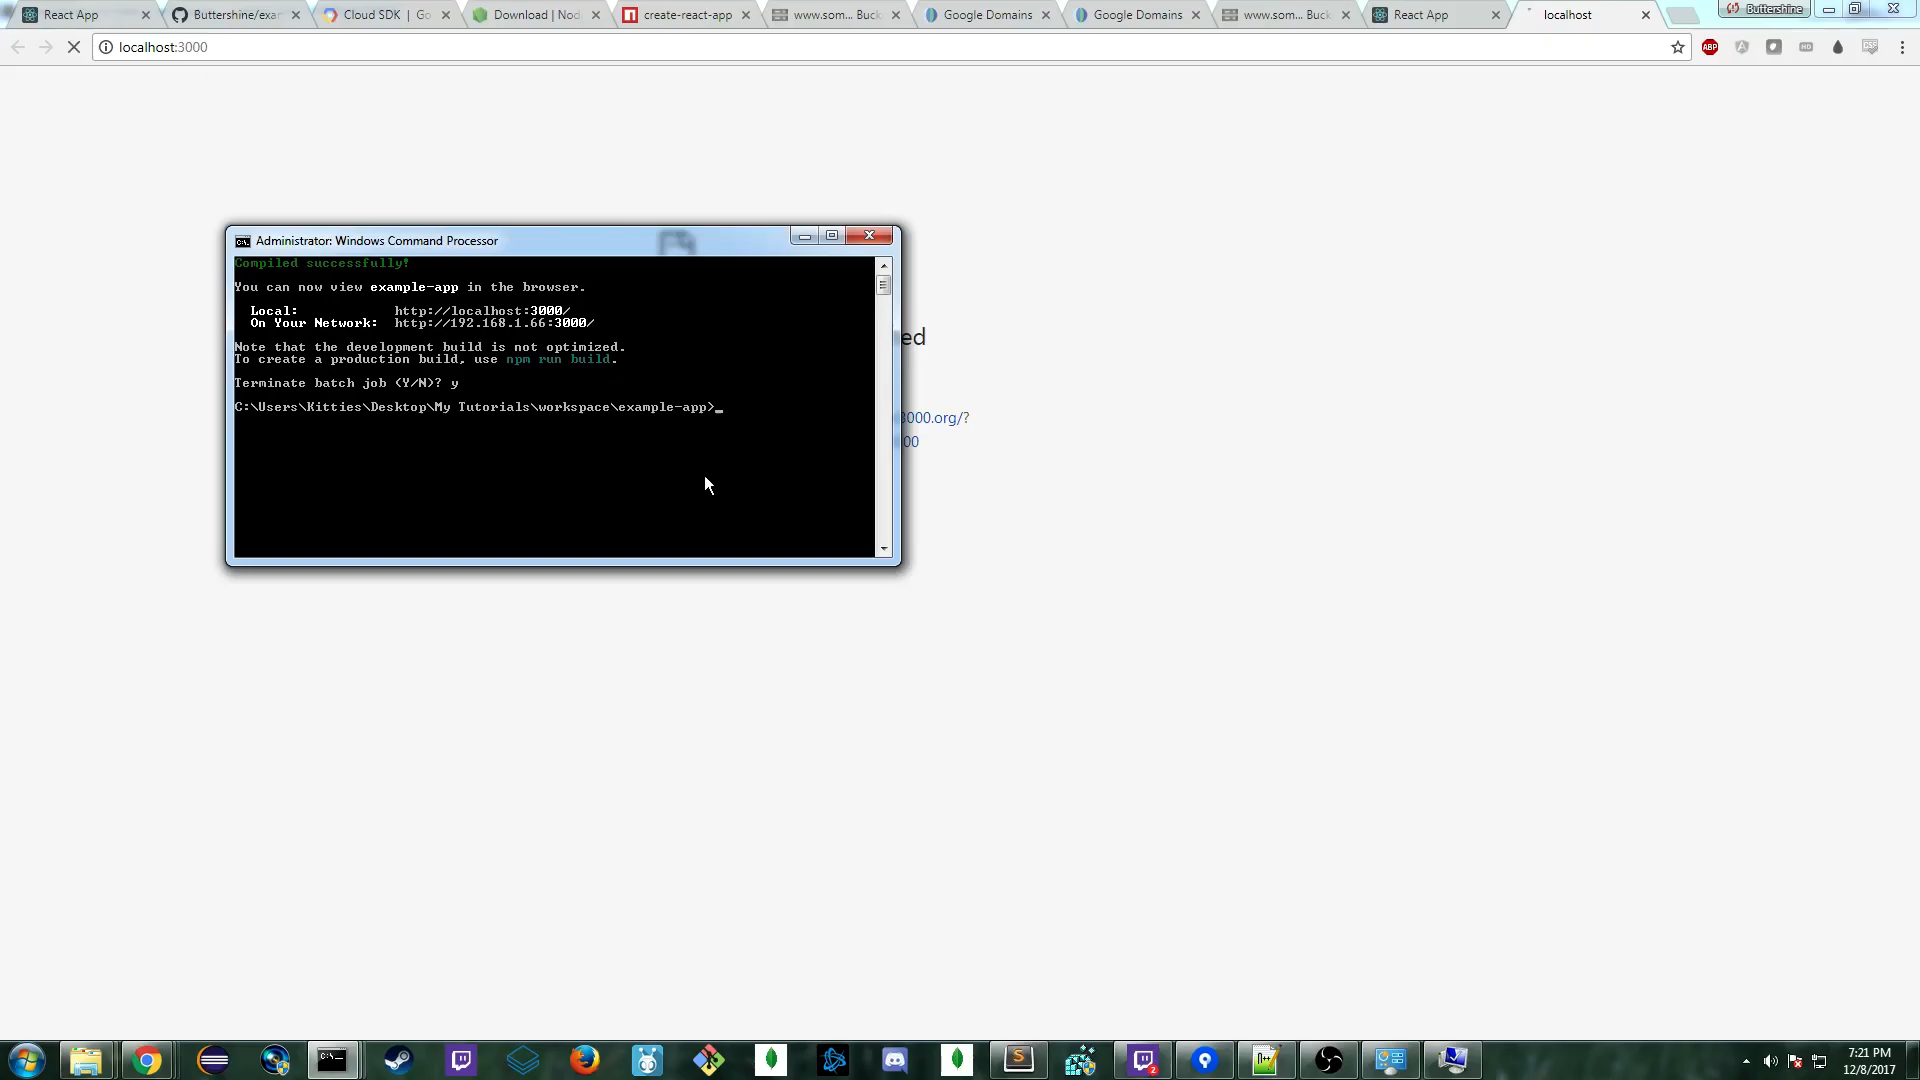 React App
Buttershine/exa
Cloud SDK | Go
Download | Nod
create-react-app
www.som... Buck
Google Domains
Google Domains
www.som... Buck
React App
localhost
Buttershine
localhost:3000
ABP
HD
CSS
Administrator: Windows Command Processor
Compiled successfully!
You can now view example-app in the browser.
Local: http://localhost:3000/
On Your Network: http://192.168.1.66:3000/
Note that the development build is not optimized.
To create a production build, use npm run build.
Terminate batch job (Y/N)? y
C:\Users\Kitties\Desktop\My Tutorials\workspace\example-app>_
ed
3000.org/?
00
7:21 PM
12/8/2017